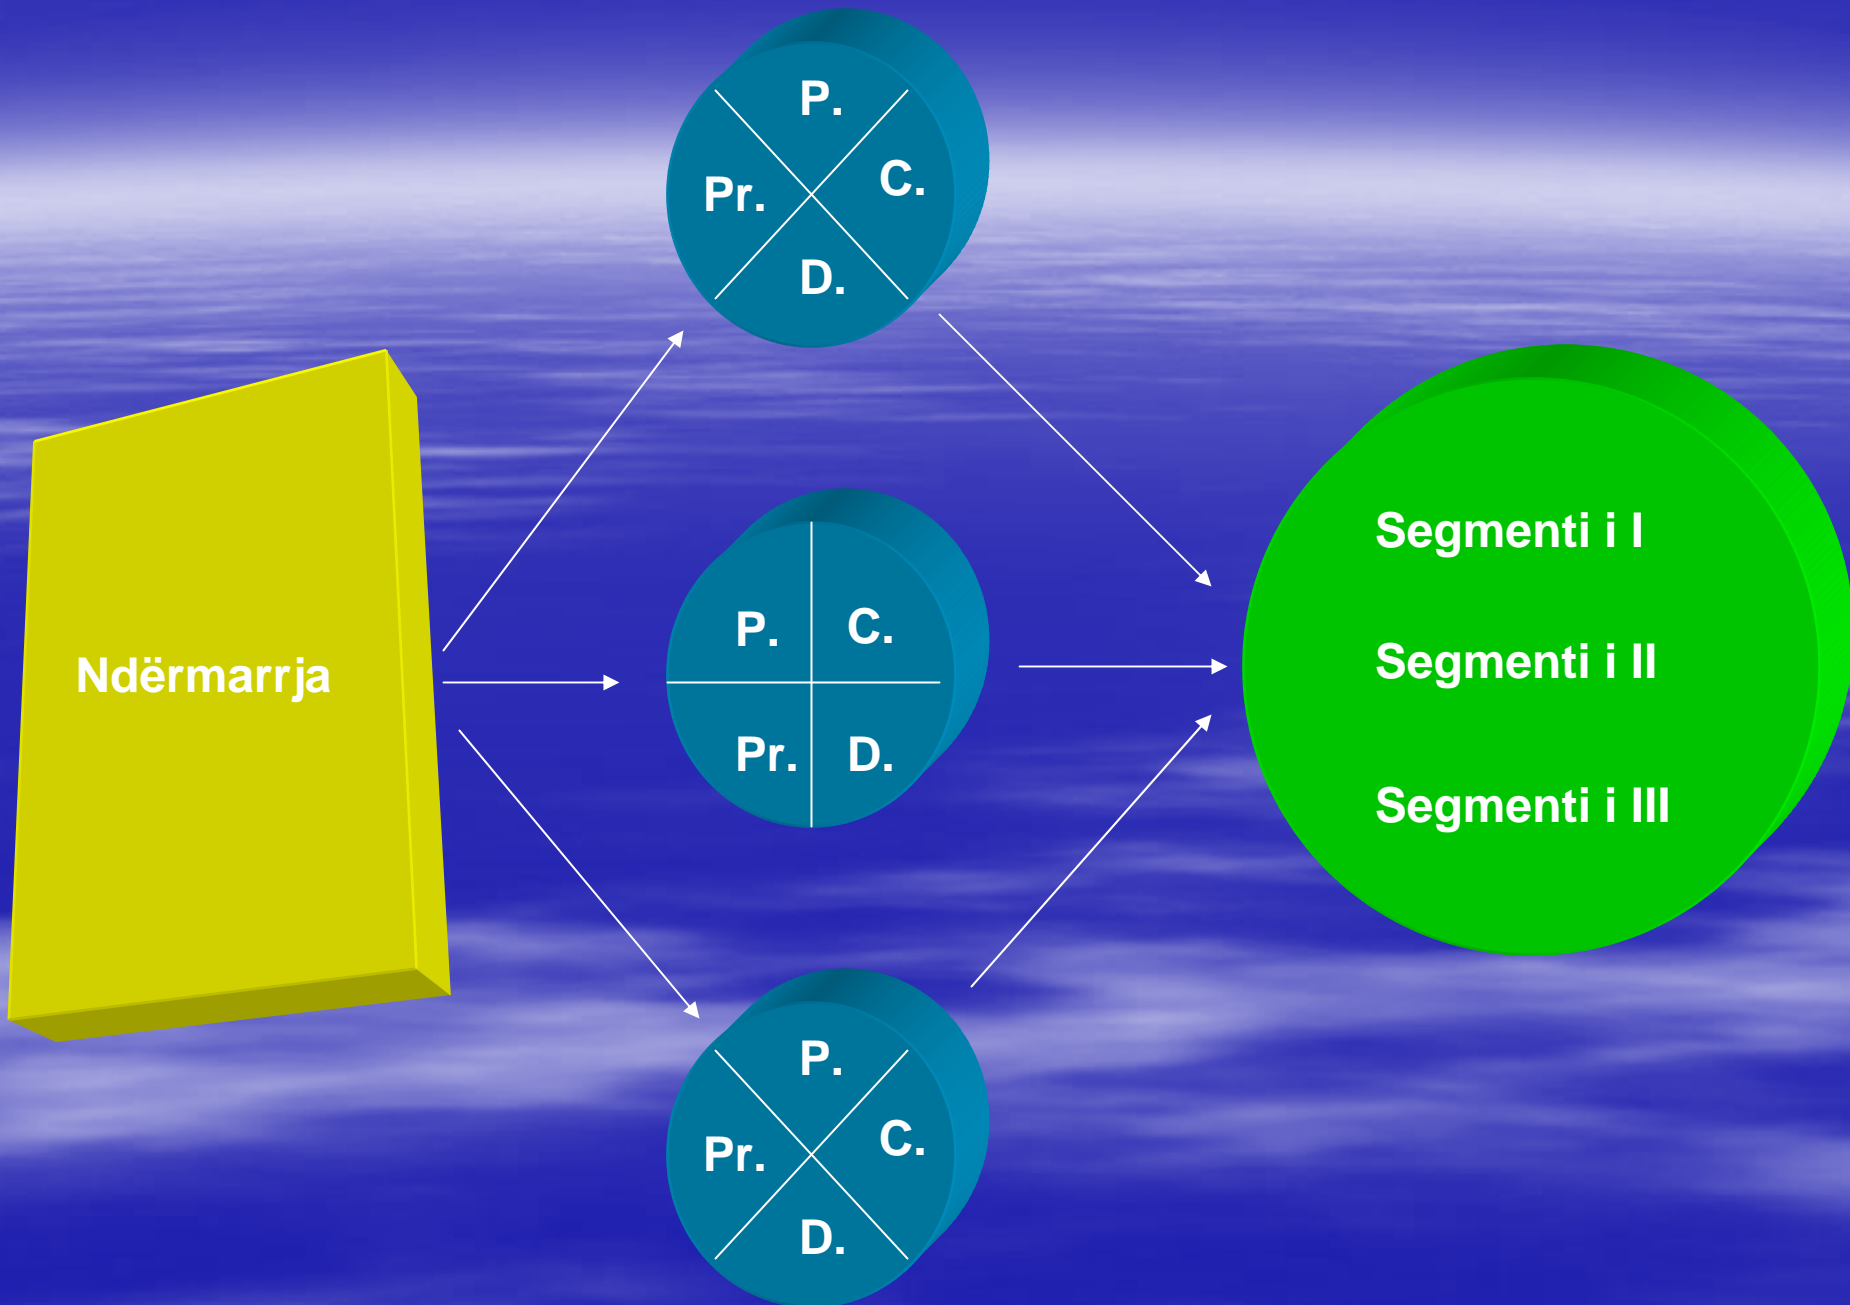 P.
Pr.
C.
D.
Ndërmarrja
P.
C.
Pr.
D.
Segmenti i I
Segmenti i II
Segmenti i III
P.
Pr.
C.
D.